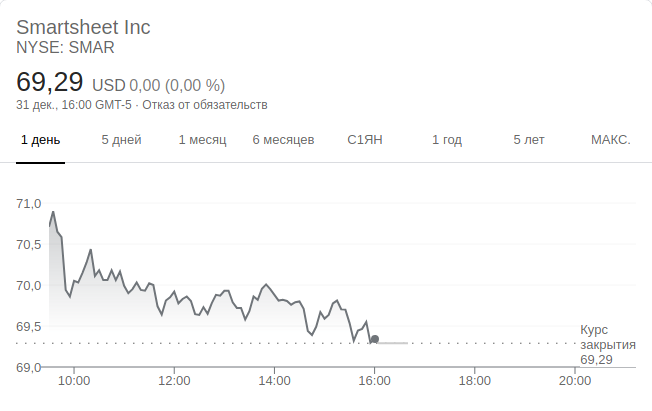 Smartsheet Inc
NYSE: SMAR
69,29 USD 0,00 (0,00 %)
31 дек., 16:00 GMT-5 · Отказ от обязательств
1 день 5 дней 1 месяц 6 месяцев С1ЯН 1 год 5 лет МАКС.
71,0
70,5
70,0
69,5
69,0
Курс
закрытия
69,29
10:00 12:00 14:00 16:00 18:00 20:00